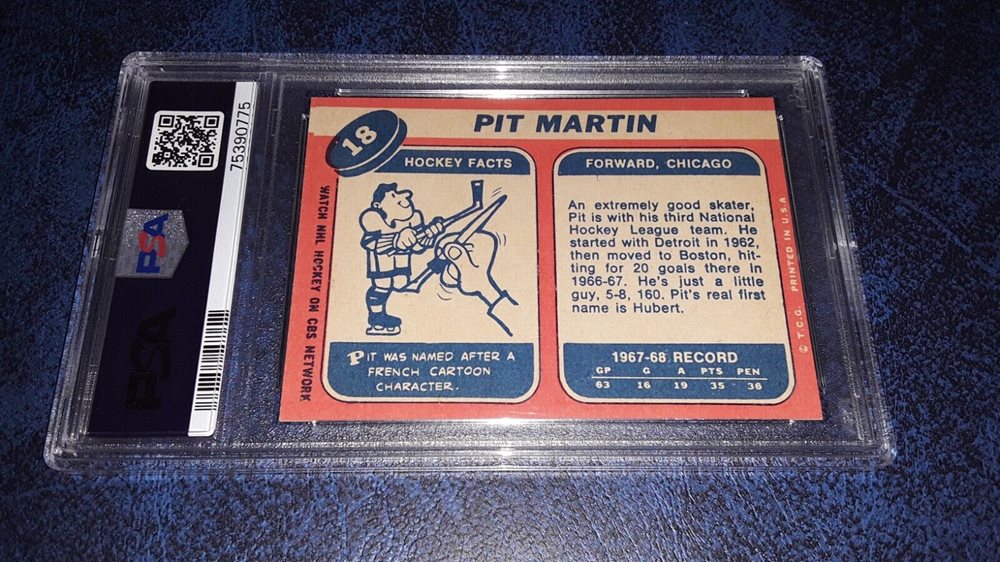 75390775
PSA
PSA
18
PIT MARTIN
WATCH NHL HOCKEY ON CBS NETWORK
HOCKEY FACTS
PIT WAS NAMED AFTER A
FRENCH CARTOON
CHARACTER.
FORWARD, CHICAGO
An extremely good skater,
Pit is with his third National
Hockey League team. He
started with Detroit in 1962,
then moved to Boston, hit-
ting for 20 goals there in
1966-67. He's just a little
guy, 5-8, 160. Pit's real first
name is Hubert.
1967-68 RECORD
GP G A PTS PEN
63 16 19 35 36
© T.C.G. PRINTED IN U.S.A